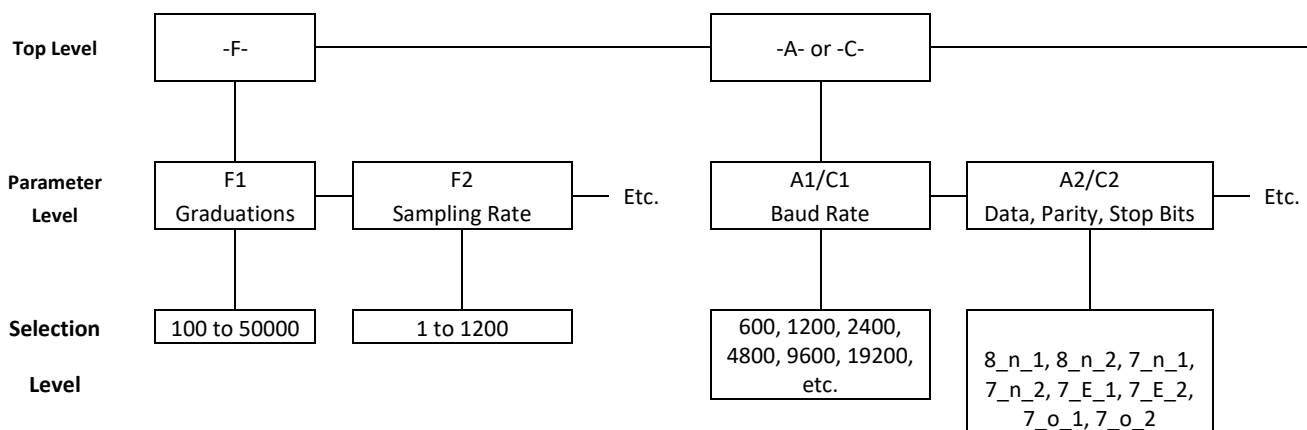 Top Level
-F-
-A- or -C-
Parameter
Level
F1
Graduations
F2
Sampling Rate
Etc.
A1/C1
Baud Rate
A2/C2
Data, Parity, Stop Bits
Etc.
Selection
Level
100 to 50000
1 to 1200
600, 1200, 2400,
4800, 9600, 19200,
etc.
8_n_1, 8_n_2, 7_n_1,
7_n_2, 7_E_1, 7_E_2,
7_o_1, 7_o_2